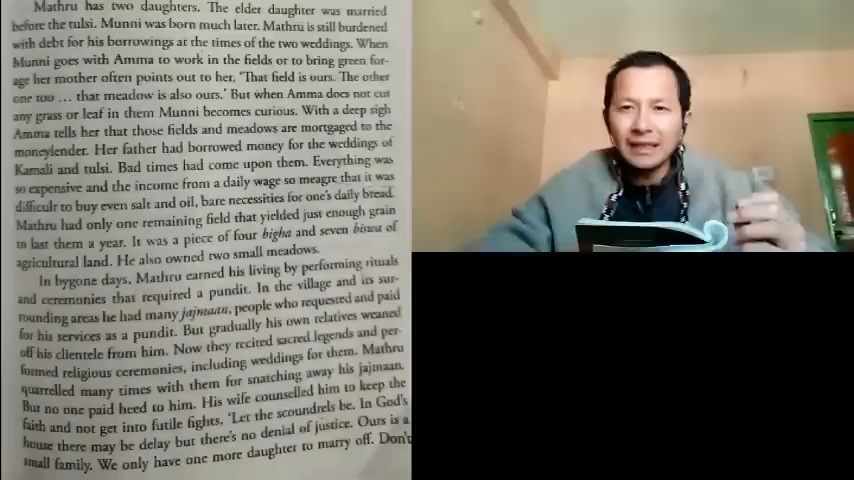 Mathru has two daughters. The elder daughter was married
before the tulsi. Munni was born much later. Mathru is still burdened
with debt for his borrowings at the times of the two weddings. When
Munni goes with Amma to work in the fields or to bring green for-
age her mother often points out to her, 'That field is ours. The other
one too … that meadow is also ours.' But when Amma does not cut
any grass or leaf in them Munni becomes curious. With a deep sigh
Amma tells her that those fields and meadows are mortgaged to the
moneylender. Her father had borrowed money for the weddings of
Kamali and tulsi. Bad times had come upon them. Everything was
so expensive and the income from a daily wage so meagre that it was
difficult to buy even salt and oil, bare necessities for one's daily bread.
Mathru had only one remaining field that yielded just enough grain
to last them a year. It was a piece of four bigha and seven biswa of
agricultural land. He also owned two small meadows.
In bygone days, Mathru earned his living by performing rituals
and ceremonies that required a pundit. In the village and its sur-
rounding areas he had many jajmaan, people who requested and paid
for his services as a pundit. But gradually his own relatives weaned
off his clientele from him. Now they recited sacred legends and per-
formed religious ceremonies, including weddings for them. Mathru
quarrelled many times with them for snatching away his jajmaan.
But no one paid heed to him. His wife counselled him to keep the
faith and not get into futile fights, 'Let the scoundrels be. In God's
house there may be delay but there's no denial of justice. Ours is a
small family. We only have one more daughter to marry off. Don't